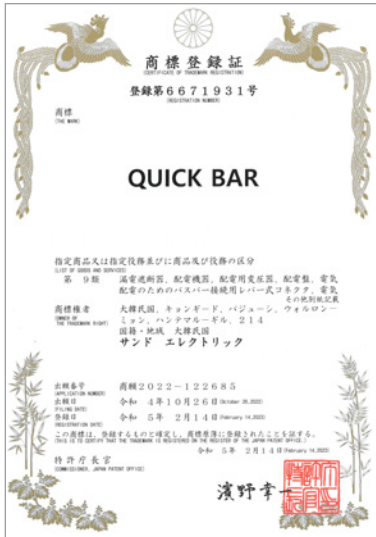 商標登録証
(CERTIFICATE OF TRADEMARK REGISTRATION)
登録第6671931号
(REGISTRATION NUMBER)
商標
(THE MARK)
QUICK BAR
指定商品又は指定役務並びに商品及び役務の区分
(LIST OF GOODS AND SERVICES)
第 9類 漏電遮断器、配電機器、配電用変圧器、配電盤、電気
配電のためのバスバー接続用レバー式コネクタ、電気
その他別紙記載
商標権者 大韓民国、キョンギ−ド、パジュ−シ、ウォルロン−
(OWNER OF THE TRADEMARK RIGHT) ミョン、ハンテマル−ギル、214
国籍・地域 大韓民国
サンド エレクトリック
出願番号 商願2022−122685
(APPLICATION NUMBER)
出願日 令和 4年10月26日(October 26,2022)
(FILING DATE)
登録日 令和 5年 2月14日(February 14,2023)
(REGISTRATION DATE)
この商標は、登録するものと確定し、商標原簿に登録されたことを証する。
(THIS IS TO CERTIFY THAT THE TRADEMARK IS REGISTERED ON THE REGISTER OF THE JAPAN PATENT OFFICE.)
令和 5年 2月14日(February 14,2023)
特許庁長官
(COMMISSIONER, JAPAN PATENT OFFICE)
濱野幸一